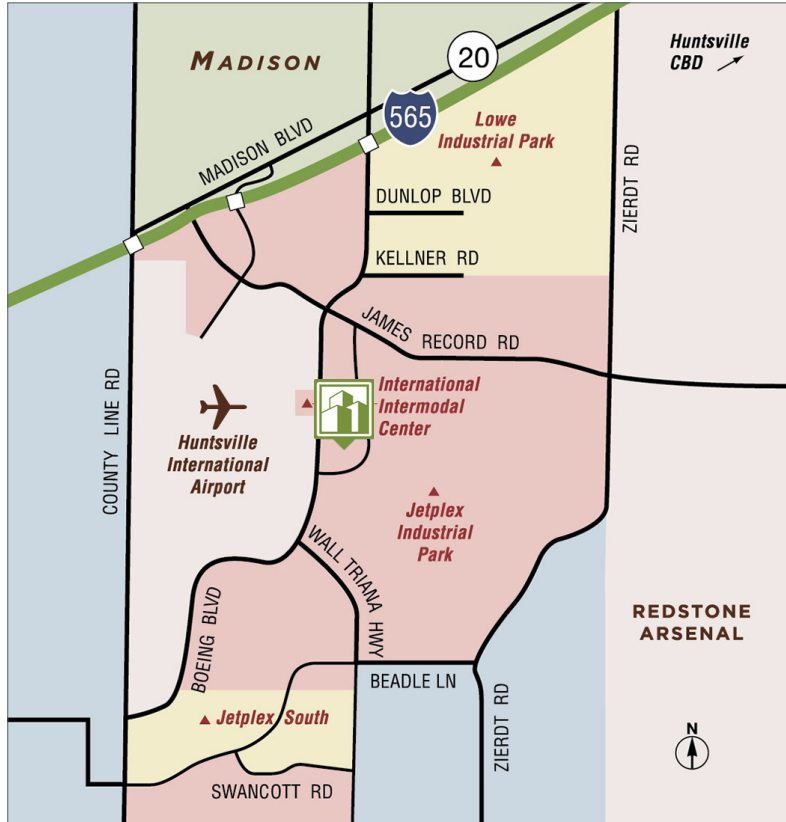 MADISON
20
Huntsville
CBD
565
MADISON BLVD
Lowe
Industrial Park
ZIERDT RD
DUNLOP BLVD
KELLNER RD
JAMES RECORD RD
COUNTY LINE RD
International
Intermodal
Center
Huntsville
International
Airport
Jetplex
Industrial
Park
WALL TRIANA HWY
BOEING BLVD
REDSTONE
ARSENAL
BEADLE LN
ZIERDT RD
Jetplex South
N
SWANCOTT RD